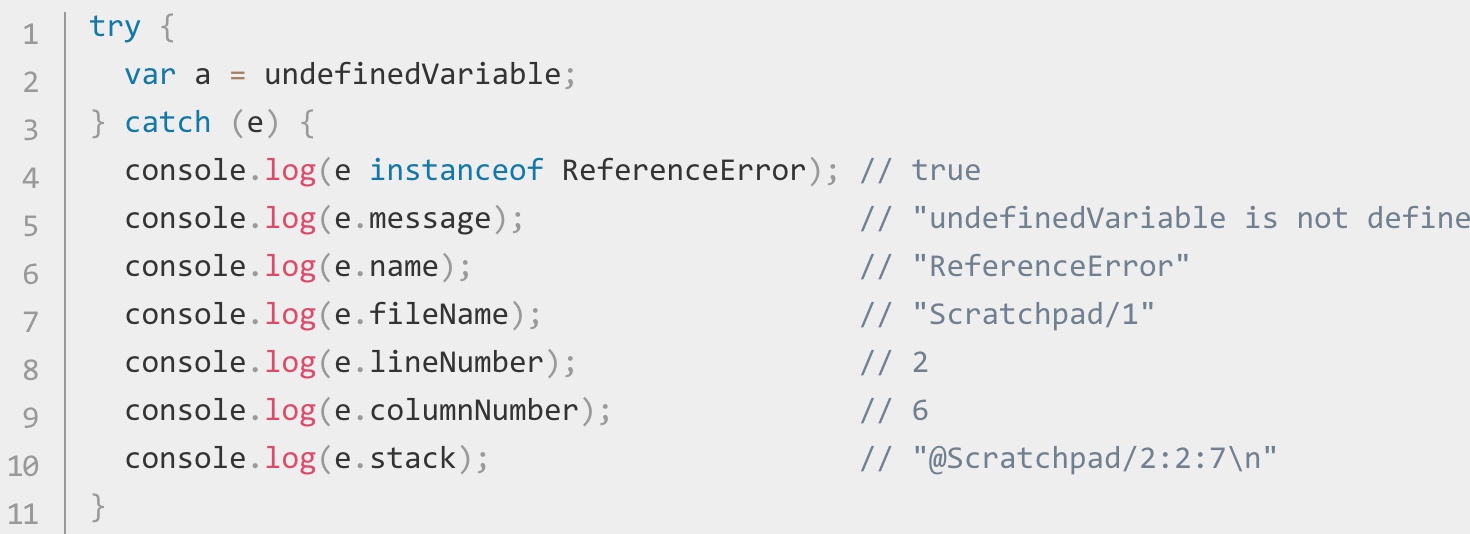 1 try {
2   var a = undefinedVariable;
3 } catch (e) {
4   console.log(e instanceof ReferenceError); // true
5   console.log(e.message);                   // "undefinedVariable is not define
6   console.log(e.name);                      // "ReferenceError"
7   console.log(e.fileName);                  // "Scratchpad/1"
8   console.log(e.lineNumber);                // 2
9   console.log(e.columnNumber);              // 6
10   console.log(e.stack);                     // "@Scratchpad/2:2:7\n"
11 }